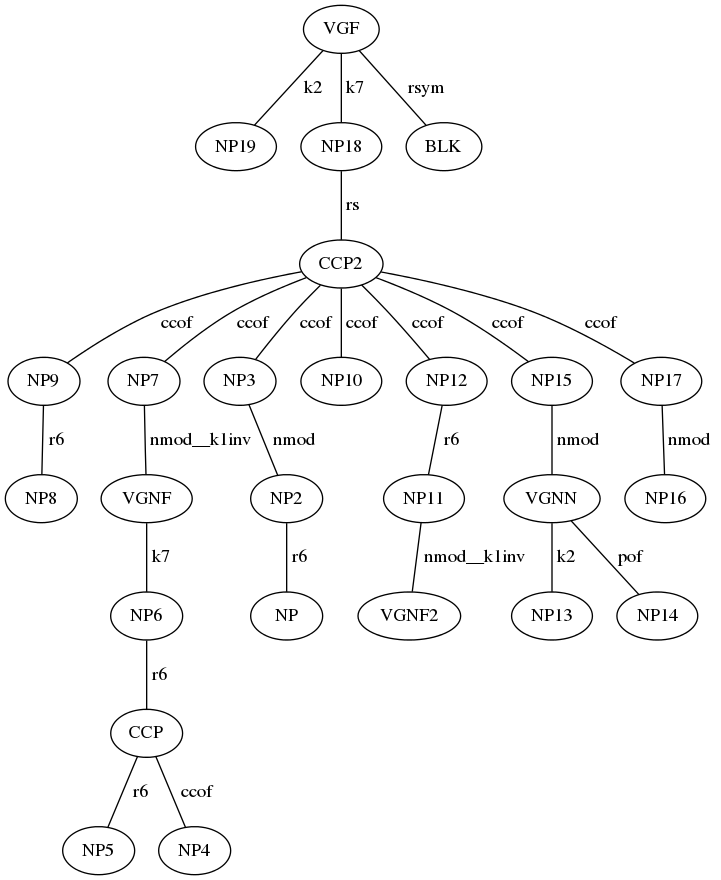 VGF
k2 k7 rsym
NP19 NP18 BLK
rs
CCP2
ccof ccof ccof ccof ccof ccof ccof
NP9 NP7 NP3 NP10 NP12 NP15 NP17
r6 nmod__k1inv nmod r6 nmod nmod
NP8 VGNF NP2 NP11 VGNN NP16
k7 r6 nmod__k1inv k2 pof
NP6 NP VGNF2 NP13 NP14
r6
CCP
r6 ccof
NP5 NP4